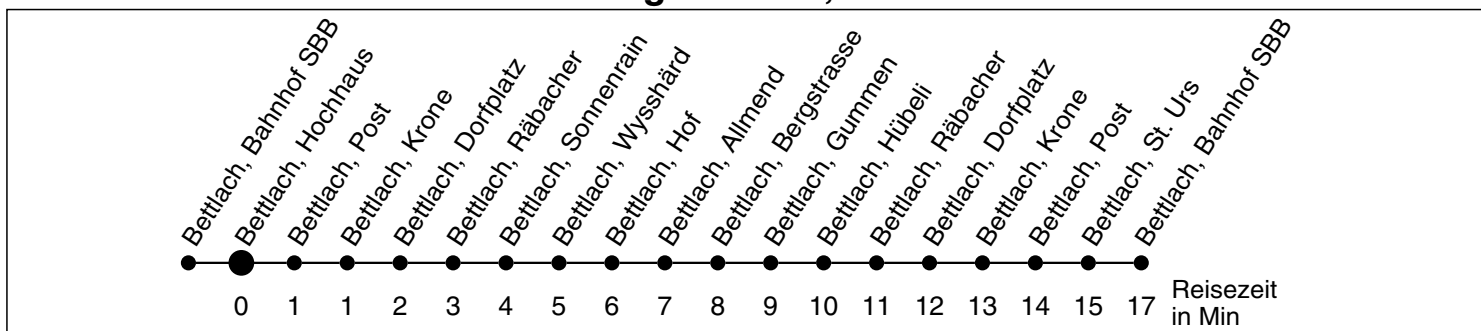 Bettlach, Bahnhof SBB
Bettlach, Hochhaus
Bettlach, Post
Bettlach, Krone
Bettlach, Dorfplatz
Bettlach, Räbacher
Bettlach, Sonnenrain
Bettlach, Wysshärd
Bettlach, Hof
Bettlach, Allmend
Bettlach, Bergstrasse
Bettlach, Gummen
Bettlach, Hübeli
Bettlach, Räbacher
Bettlach, Dorfplatz
Bettlach, Krone
Bettlach, Post
Bettlach, St. Urs
Bettlach, Bahnhof SBB
0 1 1 2 3 4 5 6 7 8 9 10 11 12 13 14 15 17 Reisezeit
in Min